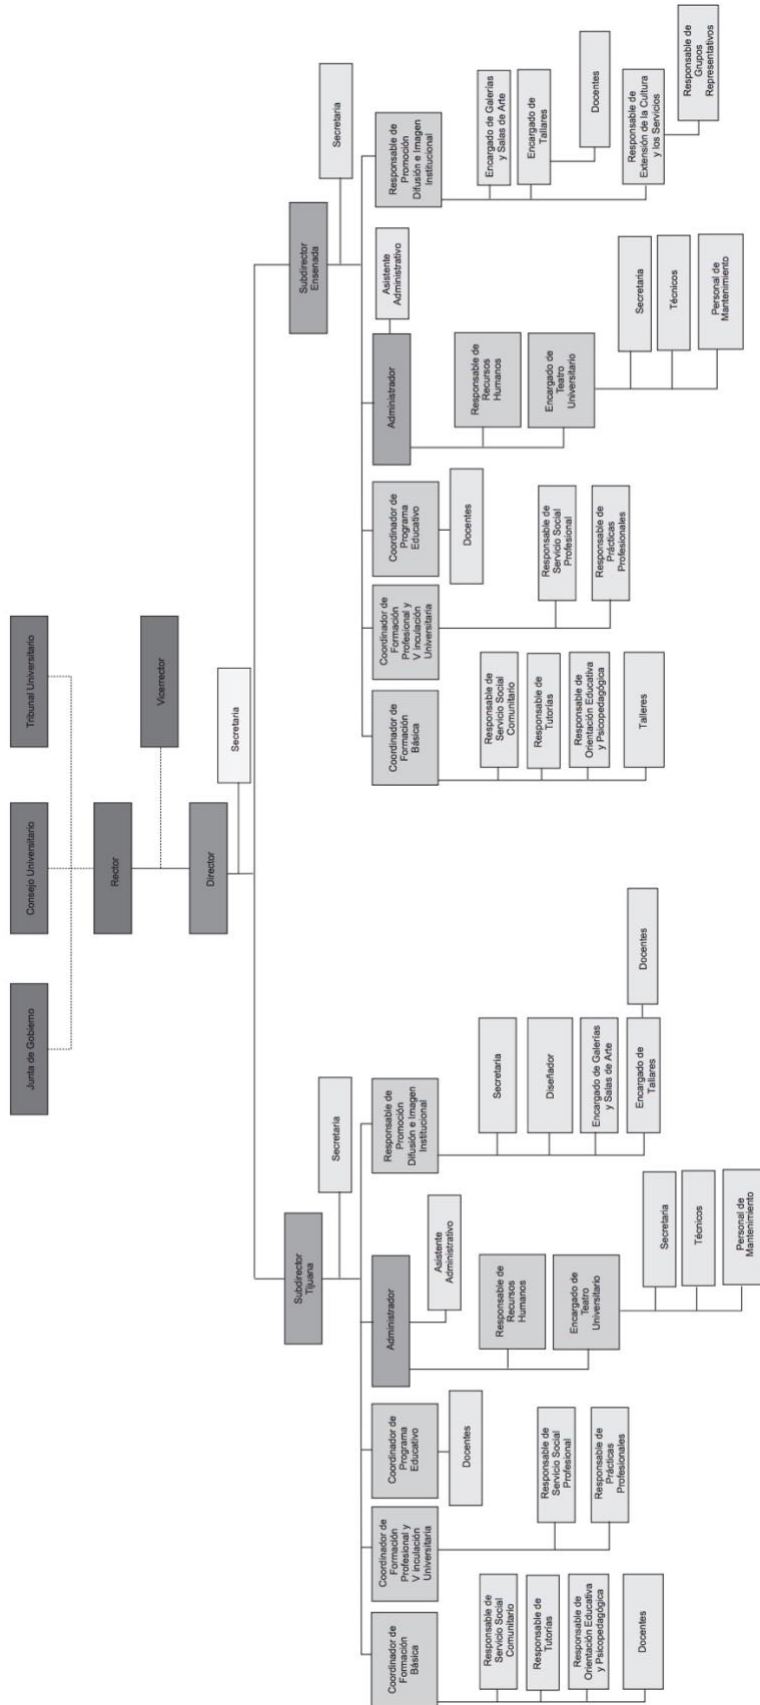 Junta de Gobierno
Consejo Universitario
Tribunal Universitario
Rector
Vicerrector
Director
Secretaria
Subdirector
Tijuana
Secretaria
Coordinador de
Formación
Básica
Responsable de
Servicio Social
Comunitario
Responsable de
Tutorías
Responsable de
Orientación Educativa
y Psicopedagógica
Docentes
Coordinador de
Formación
Profesional y
V inculación
Universitaria
Responsable de
Servicio Social
Profesional
Responsable de
Prácticas
Profesionales
Coordinador de
Programa
Educativo
Docentes
Administrador
Asistente
Administrativo
Responsable de
Recursos
Humanos
Encargado de
Teatro
Universitario
Secretaria
Técnicos
Personal de
Mantenimiento
Responsable de
Promoción
Difusión e Imagen
Institucional
Secretaria
Diseñador
Encargado de Galerías
y Salas de Arte
Encargado de
Tallares
Docentes
Subdirector
Ensenada
Secretaria
Coordinador de
Formación
Básica
Responsable de
Servicio Social
Comunitario
Responsable de
Tutorías
Responsable de
Orientación Educativa
y Psicopedagógica
Talleres
Coordinador de
Formación
Profesional y
V inculación
Universitaria
Responsable de
Servicio Social
Profesional
Responsable de
Prácticas
Profesionales
Coordinador de
Programa
Educativo
Docentes
Administrador
Asistente
Administrativo
Responsable de
Recursos
Humanos
Encargado de
Teatro
Universitario
Secretaria
Técnicos
Personal de
Mantenimiento
Responsable de
Promoción
Difusión e Imagen
Institucional
Encargado de Galerías
y Salas de Arte
Encargado de
Tallares
Docentes
Responsable de
Extensión de la Cultura
y los Servicios
Responsable de
Grupos
Representativos